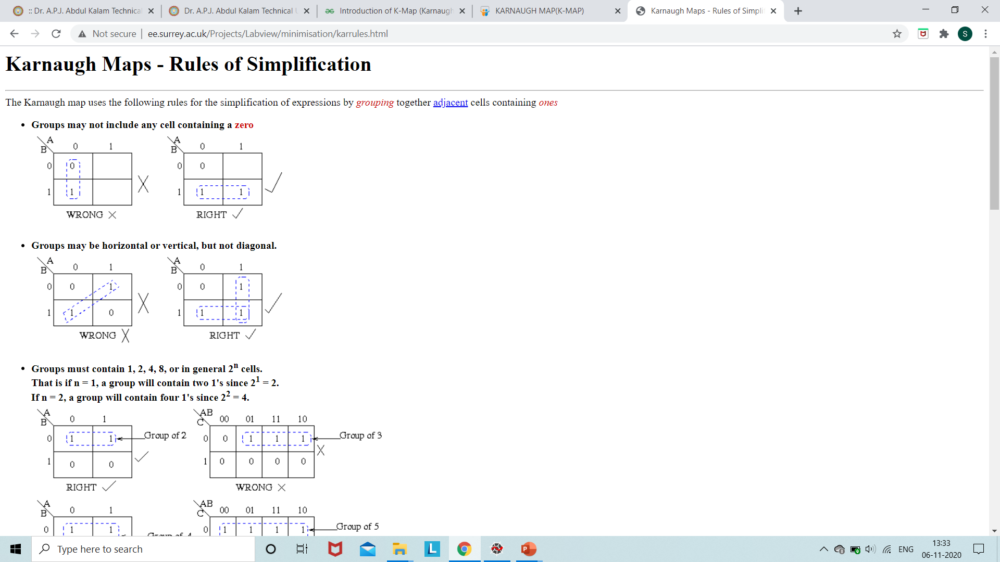 :: Dr. A.P.J. Abdul Kalam Technical
Dr. A.P.J. Abdul Kalam Technical U
Introduction of K-Map (Karnaugh
KARNAUGH MAP(K-MAP)
Karnaugh Maps - Rules of Simpli
Not secure | ee.surrey.ac.uk/Projects/Labview/minimisation/karrules.html
S
Karnaugh Maps - Rules of Simplification
The Karnaugh map uses the following rules for the simplification of expressions by grouping together adjacent cells containing ones
• Groups may not include any cell containing a zero
A 0 1 A 0 1
B B
0 0 0 0
1 1 1 1 1
WRONG X RIGHT ✓
• Groups may be horizontal or vertical, but not diagonal.
A 0 1 A 0 1
B B
0 0 1 0 0 1
1 1 0 1 1 1
WRONG X RIGHT ✓
• Groups must contain 1, 2, 4, 8, or in general 2ⁿ cells.
That is if n = 1, a group will contain two 1's since 2¹ = 2.
If n = 2, a group will contain four 1's since 2² = 4.
A 0 1 AB 00 01 11 10
B C
0 1 1 Group of 2 0 0 1 1 1 Group of 3
1 0 0 1 0 0 0 0
RIGHT ✓ WRONG X
A 0 1 AB 00 01 11 10
B C
0 1 1 Group of 4 0 1 1 1 1 Group of 5
Type here to search
L
P
ENG
13:33
06-11-2020